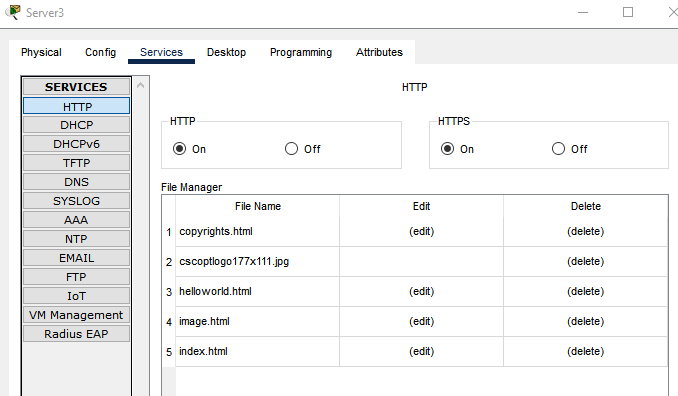 Server3
Physical Config Services Desktop Programming Attributes
SERVICES
HTTP
DHCP
DHCPv6
TFTP
DNS
SYSLOG
AAA
NTP
EMAIL
FTP
IoT
VM Management
Radius EAP
HTTP
HTTP
On Off
HTTPS
On Off
File Manager
File Name Edit Delete
1 copyrights.html (edit) (delete)
2 cscoptlogo177x111.jpg (delete)
3 helloworld.html (edit) (delete)
4 image.html (edit) (delete)
5 index.html (edit) (delete)